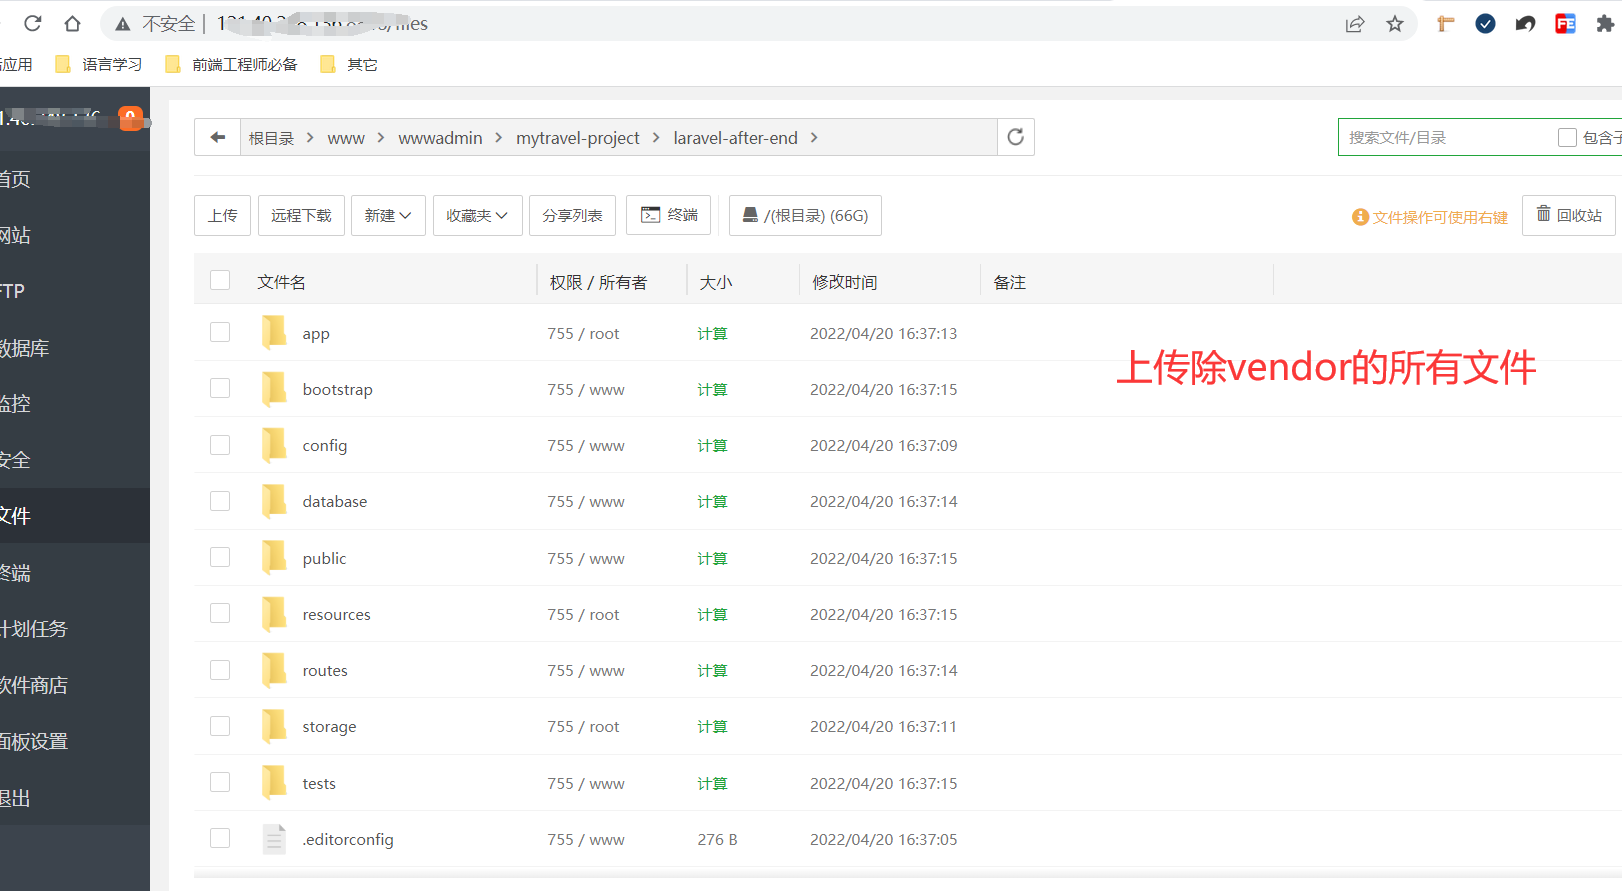 不安全
应用 语言学习 前端工程师必备 其它
0
首页
网站
FTP
数据库
监控
安全
文件
终端
计划任务
软件商店
面板设置
退出
根目录 > www > wwwadmin > mytravel-project > laravel-after-end >
搜索文件/目录 包含子
上传 远程下载 新建 收藏夹 分享列表 终端 /(根目录) (66G)
文件操作可使用右键 回收站
文件名 权限 / 所有者 大小 修改时间 备注
app 755 / root 计算 2022/04/20 16:37:13
上传除vendor的所有文件
bootstrap 755 / www 计算 2022/04/20 16:37:15
config 755 / www 计算 2022/04/20 16:37:09
database 755 / www 计算 2022/04/20 16:37:14
public 755 / www 计算 2022/04/20 16:37:15
resources 755 / root 计算 2022/04/20 16:37:15
routes 755 / www 计算 2022/04/20 16:37:14
storage 755 / root 计算 2022/04/20 16:37:11
tests 755 / www 计算 2022/04/20 16:37:15
.editorconfig 755 / www 276 B 2022/04/20 16:37:05